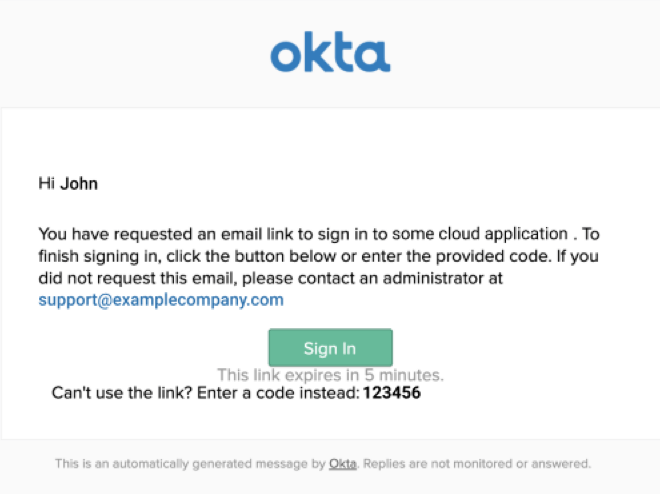 okta
Hi John
You have requested an email link to sign in to some cloud application . To
finish signing in, click the button below or enter the provided code. If you
did not request this email, please contact an administrator at
support@examplecompany.com
Sign In
This link expires in 5 minutes.
Can't use the link? Enter a code instead: 123456
This is an automatically generated message by Okta. Replies are not monitored or answered.